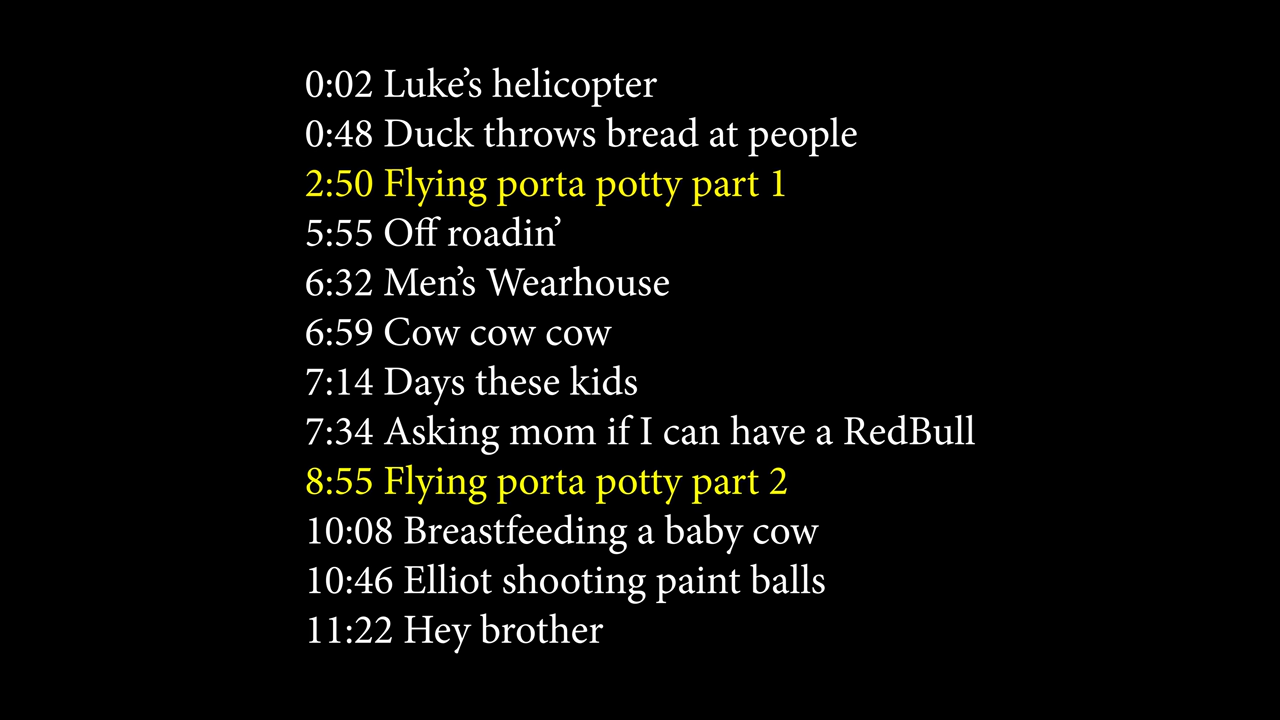 0:02 Luke’s helicopter
0:48 Duck throws bread at people
2:50 Flying porta potty part 1
5:55 Off roadin’
6:32 Men’s Wearhouse
6:59 Cow cow cow
7:14 Days these kids
7:34 Asking mom if I can have a RedBull
8:55 Flying porta potty part 2
10:08 Breastfeeding a baby cow
10:46 Elliot shooting paint balls
11:22 Hey brother